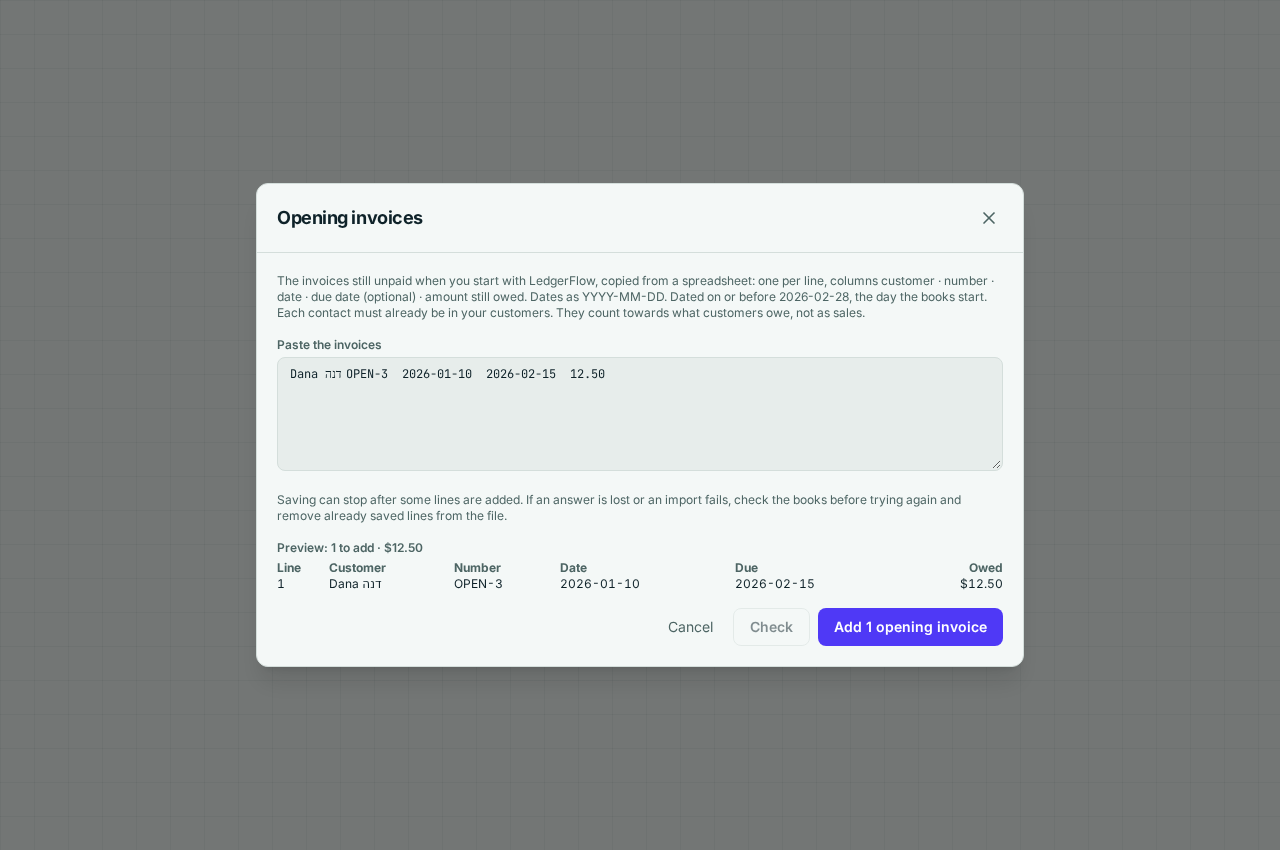 Opening invoices
The invoices still unpaid when you start with LedgerFlow, copied from a spreadsheet: one per line, columns customer · number ·
date · due date (optional) · amount still owed. Dates as YYYY-MM-DD. Dated on or before 2026-02-28, the day the books start.
Each contact must already be in your customers. They count towards what customers owe, not as sales.
Paste the invoices
Dana דנה OPEN-3 2026-01-10 2026-02-15 12.50
Saving can stop after some lines are added. If an answer is lost or an import fails, check the books before trying again and
remove already saved lines from the file.
Preview: 1 to add · $12.50
Line Customer Number Date Due Owed
1 Dana דנה OPEN-3 2026-01-10 2026-02-15 $12.50
Cancel Check Add 1 opening invoice